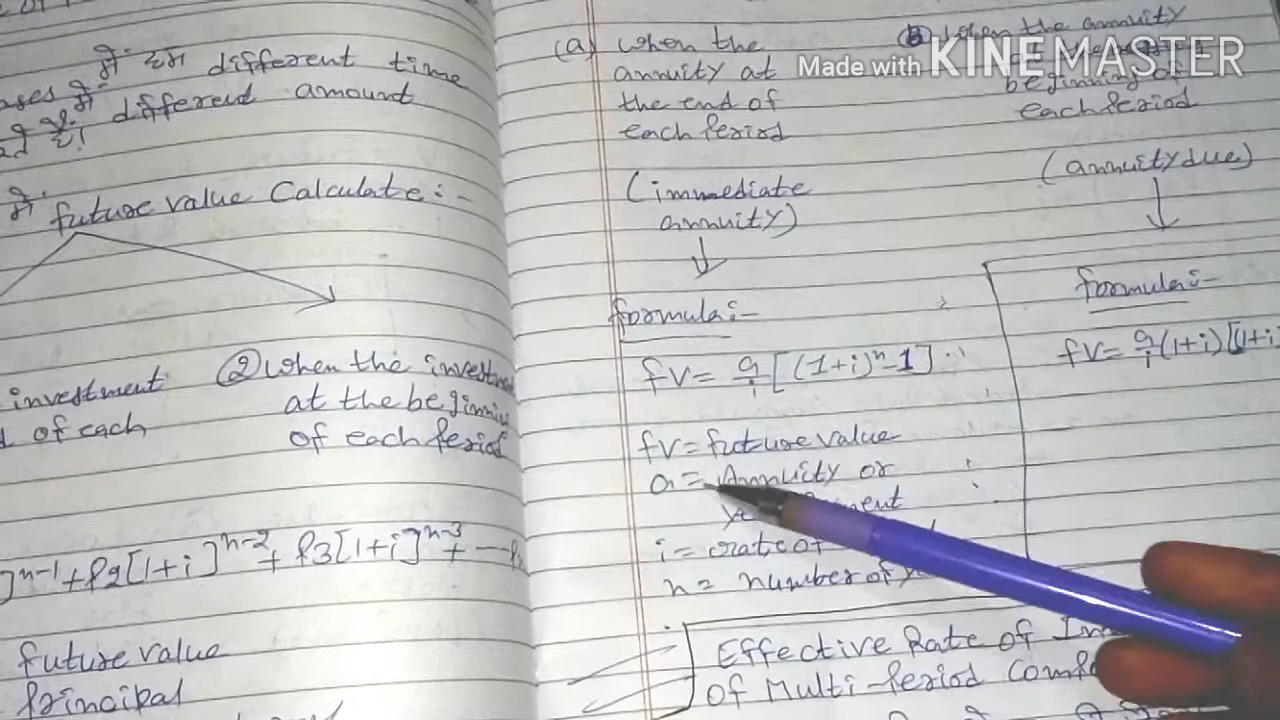 में हम different time
में different amount
है।
में
future value Calculate:-
investment
of each
② when the
at the
of each Period
]ⁿ⁻¹+P2[1+i]ⁿ⁻²+P3[1+i]ⁿ⁻³+----
future value
Principal
(a) when the
annuity at
the end of
each Period
(immediate
annuity)
formula:-
fv= a/i [(1+i)ⁿ-1]
fv= future value
a= Annuity or
i= rate of
n= number of
Effective Rate of
of Multi-Period
(b) when the annuity
beginning of
each Period
(annuity due)
formula:-
fv= a/i (1+i) [(1+i
Made with KINEMASTER